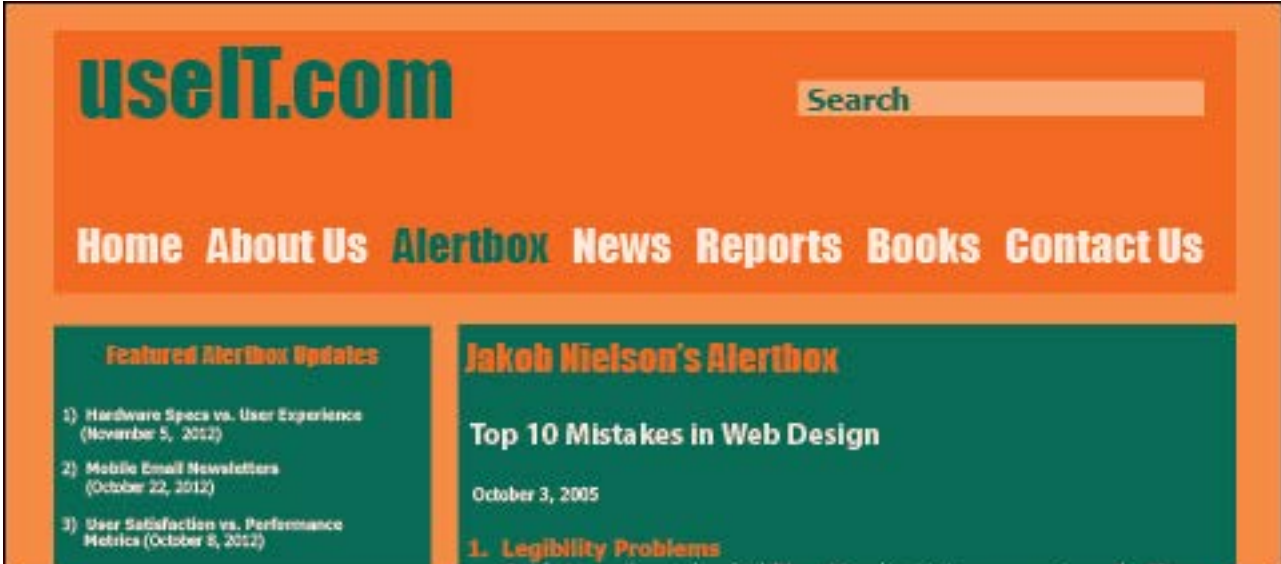 useIT.com
Search
Home About Us Alertbox News Reports Books Contact Us
Featured Alertbox Updates
1) Hardware Specs vs. User Experience
(November 5, 2012)
2) Mobile Email Newsletters
(October 22, 2012)
3) User Satisfaction vs. Performance
Metrics (October 8, 2012)
Jakob Nielson's Alertbox
Top 10 Mistakes in Web Design
October 3, 2005
1. Legibility Problems